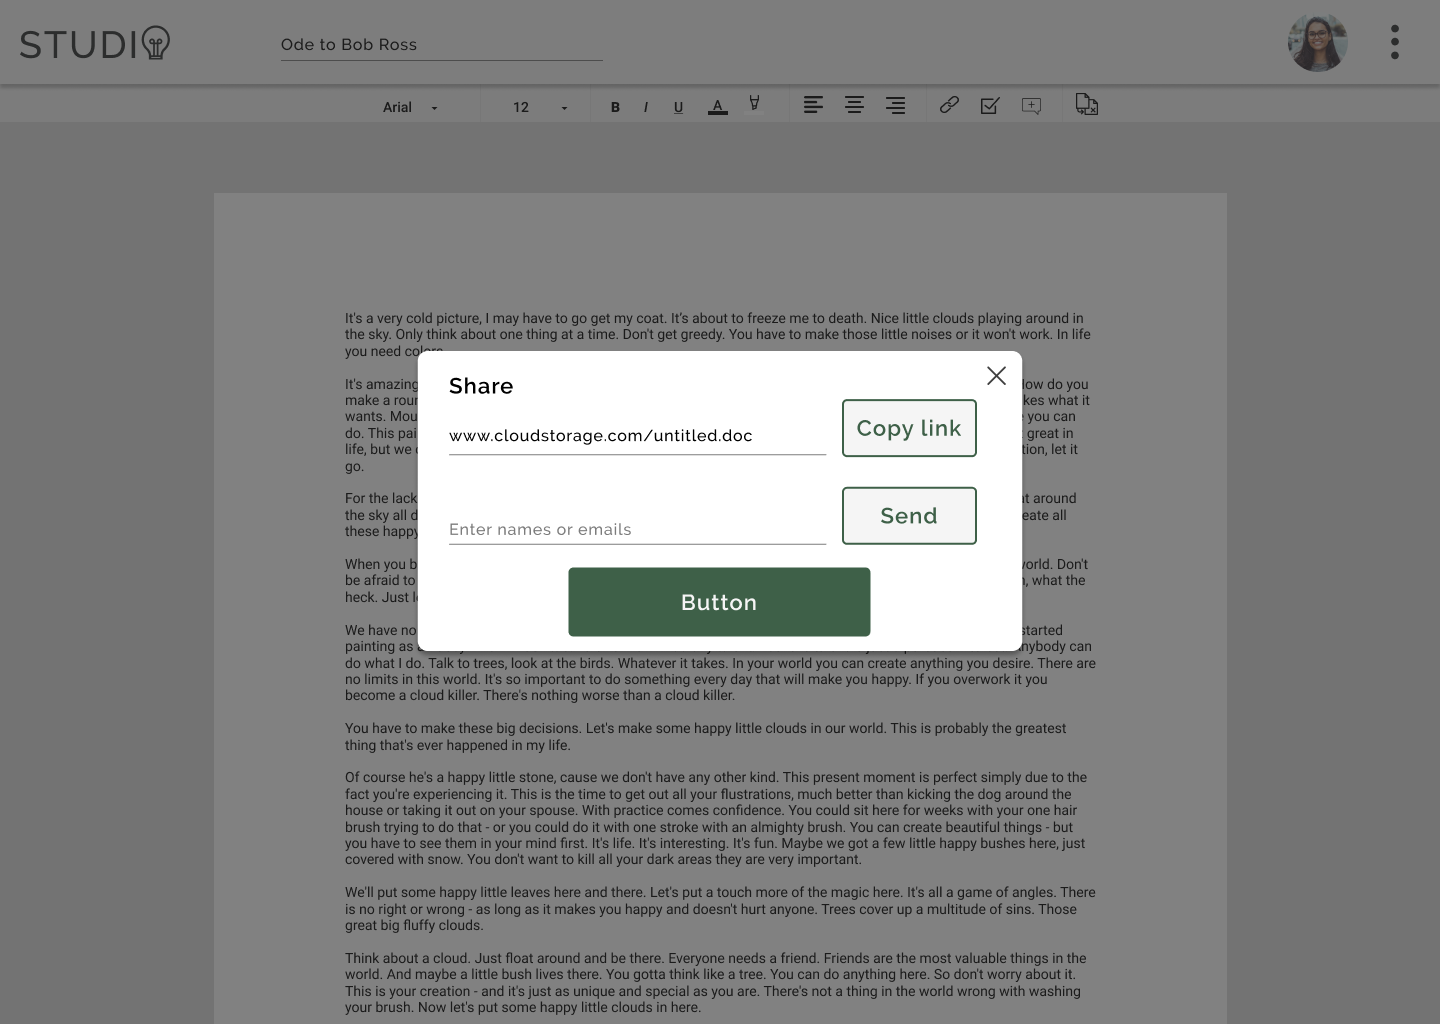 STUDIO
Ode to Bob Ross
Arial 12 B I U A
It's a very cold picture, I may have to go get my coat. It's about to freeze me to death. Nice little clouds playing around in
the sky. Only think about one thing at a time. Don't get greedy. You have to make those little noises or it won't work. In life
you need colors.
Share
www.cloudstorage.com/untitled.doc
Copy link
Enter names or emails
Send
Button
It's amazing
How do you
make a
kes what it
wants.
you can
do. This
great in
life, but we
tion, let it
go.
For the lack
at around
the sky all
eate all
these happy
When you
world. Don't
be afraid to
what the
heck. Just
We have no
started
painting as
anybody can
do what I do. Talk to trees, look at the birds. Whatever it takes. In your world you can create anything you desire. There are
no limits in this world. It's so important to do something every day that will make you happy. If you overwork it you
become a cloud killer. There's nothing worse than a cloud killer.
You have to make these big decisions. Let's make some happy little clouds in our world. This is probably the greatest
thing that's ever happened in my life.
Of course he's a happy little stone, cause we don't have any other kind. This present moment is perfect simply due to the
fact you're experiencing it. This is the time to get out all your flustrations, much better than kicking the dog around the
house or taking it out on your spouse. With practice comes confidence. You could sit here for weeks with your one hair
brush trying to do that - or you could do it with one stroke with an almighty brush. You can create beautiful things - but
you have to see them in your mind first. It's life. It's interesting. It's fun. Maybe we got a few little happy bushes here, just
covered with snow. You don't want to kill all your dark areas they are very important.
We'll put some happy little leaves here and there. Let's put a touch more of the magic here. It's all a game of angles. There
is no right or wrong - as long as it makes you happy and doesn't hurt anyone. Trees cover up a multitude of sins. Those
great big fluffy clouds.
Think about a cloud. Just float around and be there. Everyone needs a friend. Friends are the most valuable things in the
world. And maybe a little bush lives there. You gotta think like a tree. You can do anything here. So don't worry about it.
This is your creation - and it's just as unique and special as you are. There's not a thing in the world wrong with washing
your brush. Now let's put some happy little clouds in here.